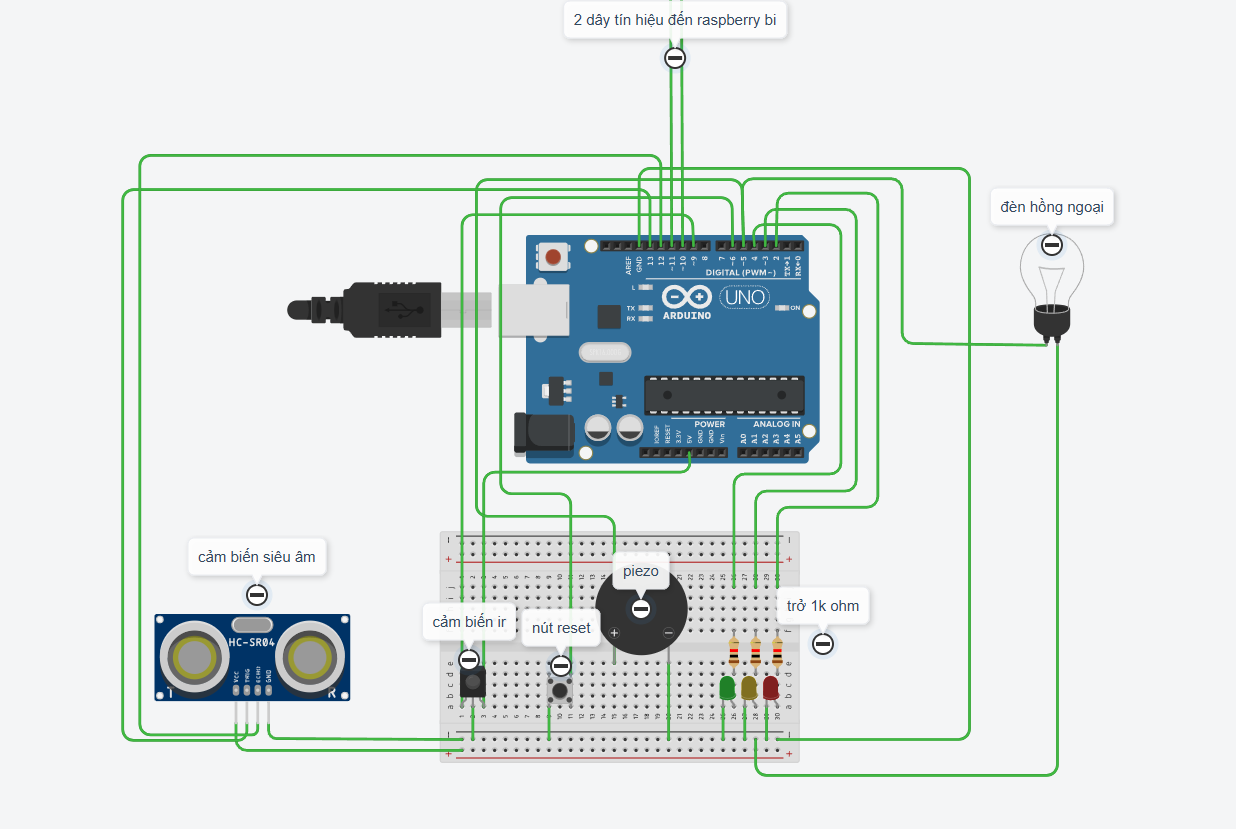 2 dây tín hiệu đến raspberry bi
đèn hồng ngoại
AREF
GND
13
12
~11
~10
~9
8
7
~6
~5
4
~3
2
TX→1
RX←0
DIGITAL (PWM~)
L
TX
RX
ARDUINO
UNO
ON
IOREF
RESET
3.3V
5V
GND
GND
Vin
POWER
ANALOG IN
A0
A1
A2
A3
A4
A5
cảm biến siêu âm
HC-SR04
VCC
TRIG
ECHO
GND
T
R
piezo
cảm biến ir
nút reset
trở 1k ohm